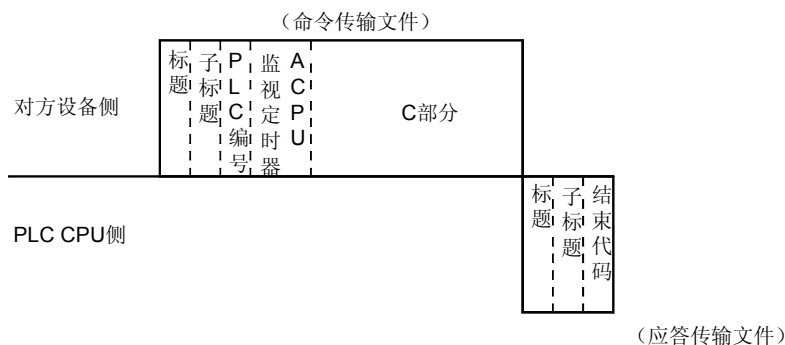 （命令传输文件）
对方设备侧
标题
子标题
PLC编号
监视定时器
ACPU
C部分
PLC CPU侧
标题
子标题
结束代码
（应答传输文件）